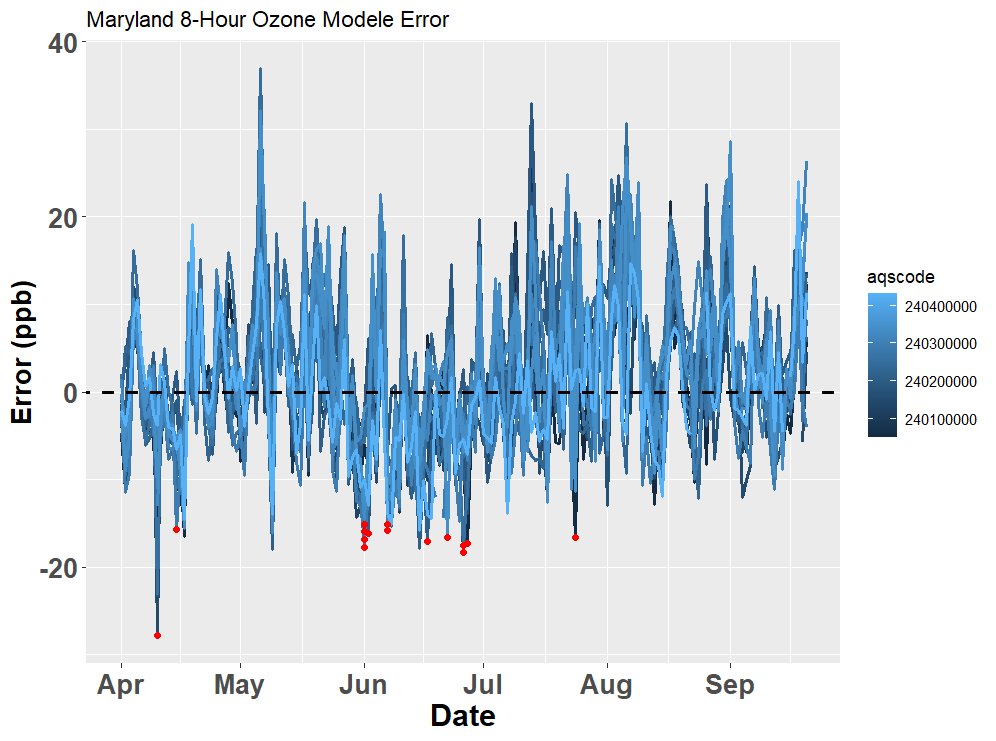 Maryland 8-Hour Ozone Modele Error
Error (ppb)
40
20
0
-20
Apr May Jun Jul Aug Sep
Date
aqscode
240400000
240300000
240200000
240100000